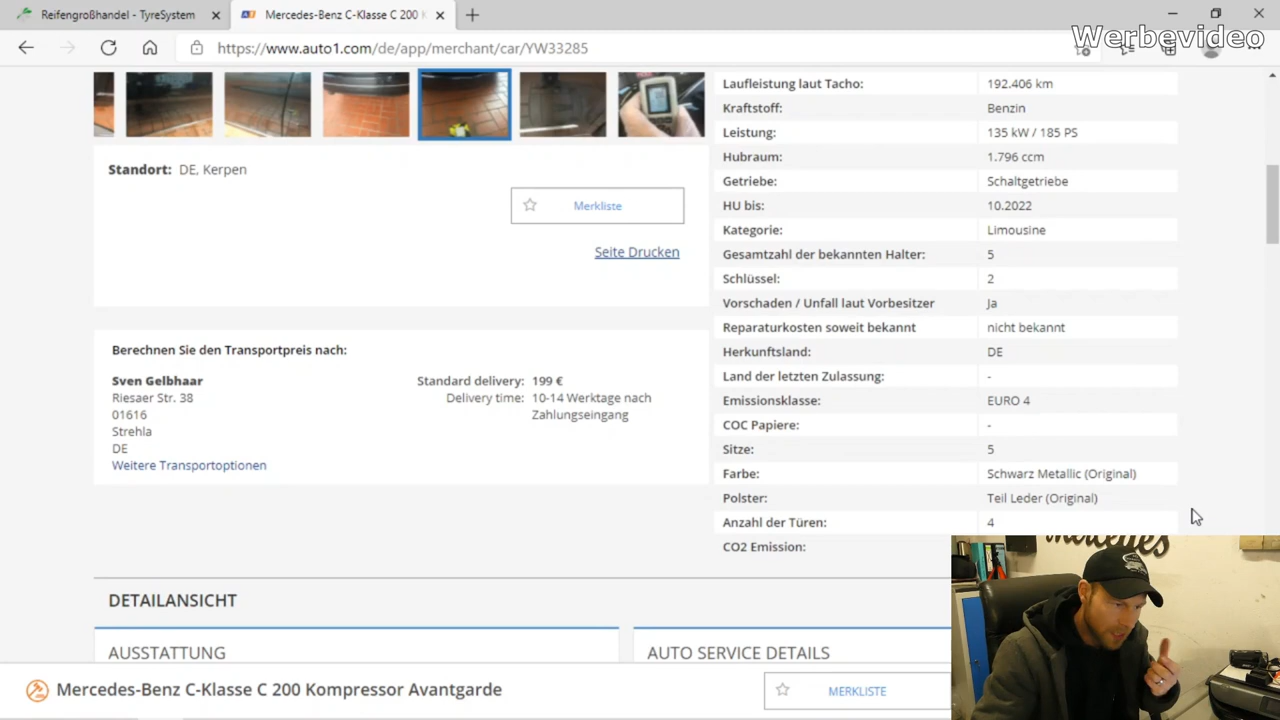 Reifengroßhandel - TyreSystem
Mercedes-Benz C-Klasse C 200 K
https://www.auto1.com/de/app/merchant/car/YW33285
Werbevideo
Standort: DE, Kerpen
Merkliste
Seite Drucken
Berechnen Sie den Transportpreis nach:
Sven Gelbhaar
Riesaer Str. 38
01616
Strehla
DE
Weitere Transportoptionen
Standard delivery: 199 €
Delivery time: 10-14 Werktage nach
Zahlungseingang
Laufleistung laut Tacho: 192.406 km
Kraftstoff: Benzin
Leistung: 135 kW / 185 PS
Hubraum: 1.796 ccm
Getriebe: Schaltgetriebe
HU bis: 10.2022
Kategorie: Limousine
Gesamtzahl der bekannten Halter: 5
Schlüssel: 2
Vorschaden / Unfall laut Vorbesitzer Ja
Reparaturkosten soweit bekannt nicht bekannt
Herkunftsland: DE
Land der letzten Zulassung: -
Emissionsklasse: EURO 4
COC Papiere: -
Sitze: 5
Farbe: Schwarz Metallic (Original)
Polster: Teil Leder (Original)
Anzahl der Türen: 4
CO2 Emission:
DETAILANSICHT
AUSSTATTUNG
AUTO SERVICE DETAILS
Mercedes-Benz C-Klasse C 200 Kompressor Avantgarde
MERKLISTE